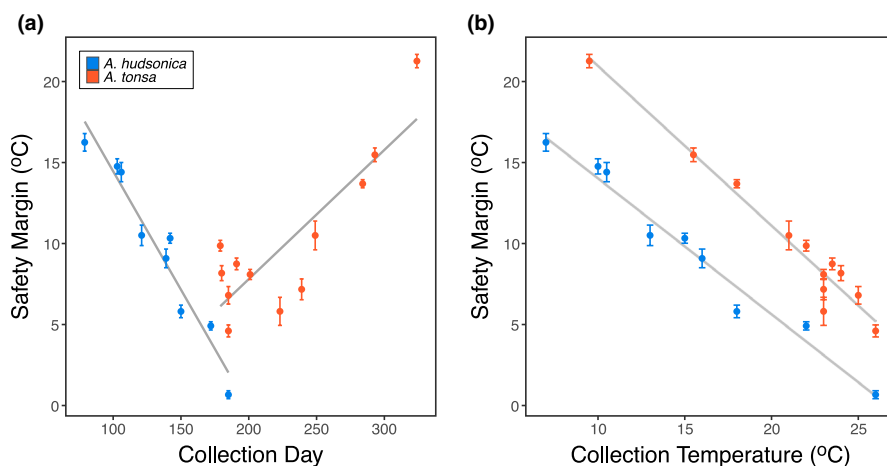 (a)
A. hudsonica
A. tonsa
Safety Margin (ºC)
20
15
10
5
0
100
150
200
250
300
Collection Day
(b)
Safety Margin (ºC)
20
15
10
5
0
10
15
20
25
Collection Temperature (ºC)